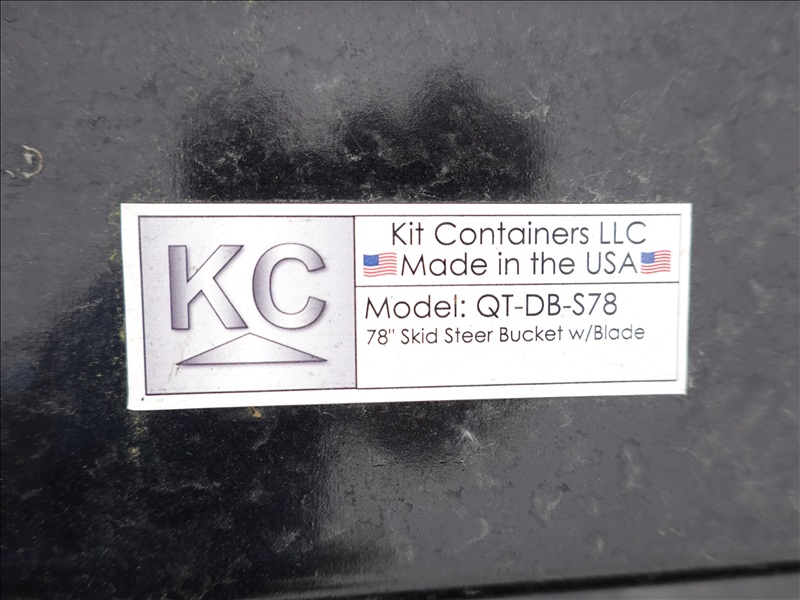 KC
Kit Containers LLC
Made in the USA
Model: QT-DB-S78
78" Skid Steer Bucket w/Blade